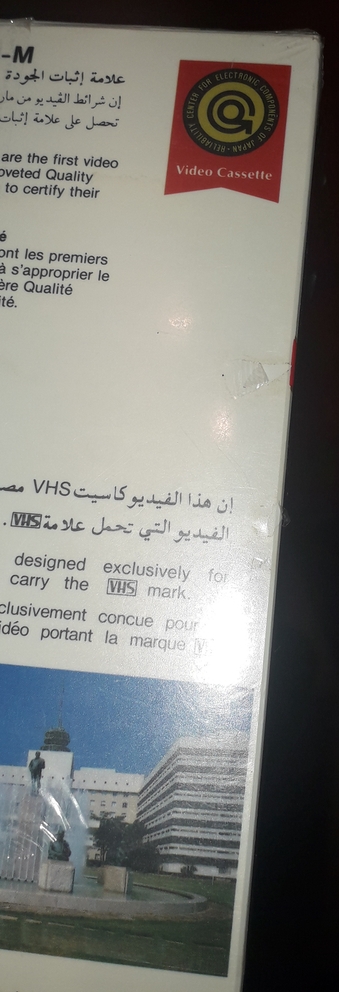 -M
علامة إثبات الجودة
إن شرائط الڤيديو من مار
تحصل على علامة إثبات
are the first video
oveted Quality
to certify their
é
ont les premiers
à s'approprier le
ère Qualité
ité.
RELIABILITY CENTER FOR ELECTRONIC COMPONENTS OF JAPAN
Video Cassette
إن هذا الفيديو كاسيت VHS مص
الفيديو التي تحمل علامة VHS .
designed exclusively for
carry the VHS mark.
clusivement concue pour
idéo portant la marque